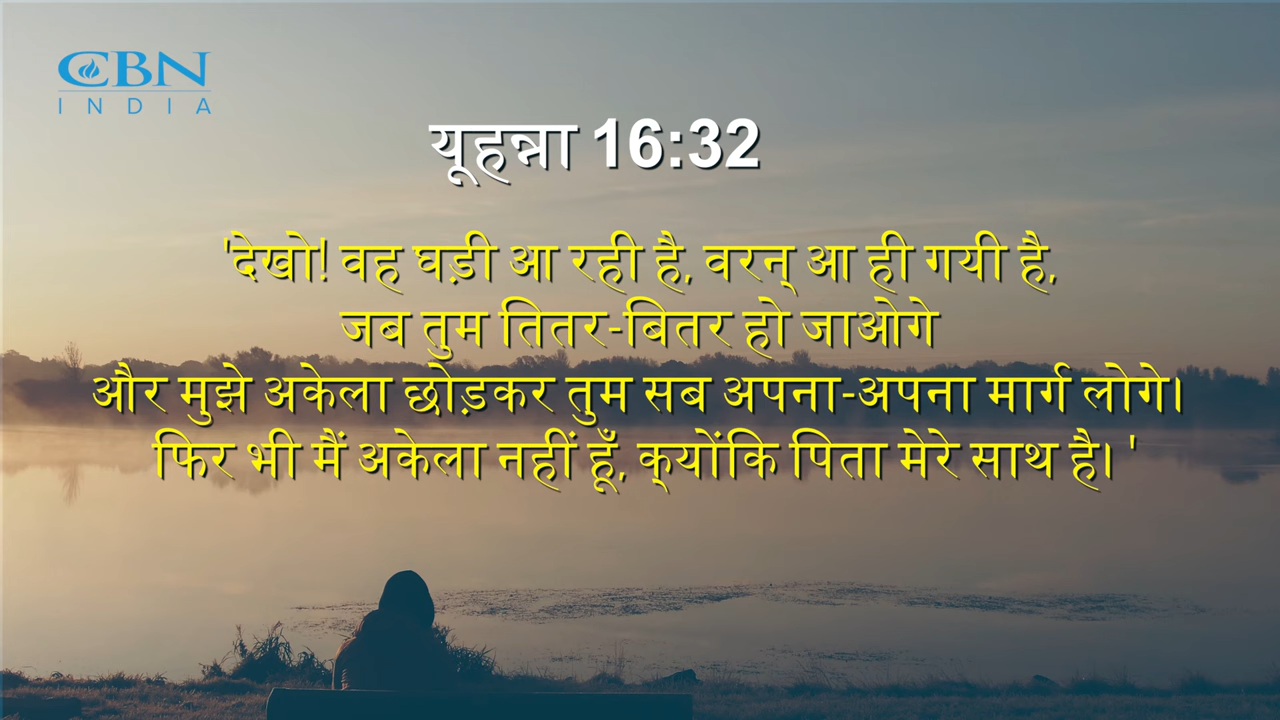 CBN
INDIA
यूहन्ना 16:32
'देखो! वह घड़ी आ रही है, वरन् आ ही गयी है,
जब तुम तितर-बितर हो जाओगे
और मुझे अकेला छोड़कर तुम सब अपना-अपना मार्ग लोगे।
फिर भी मैं अकेला नहीं हूँ, क्योंकि पिता मेरे साथ है। '